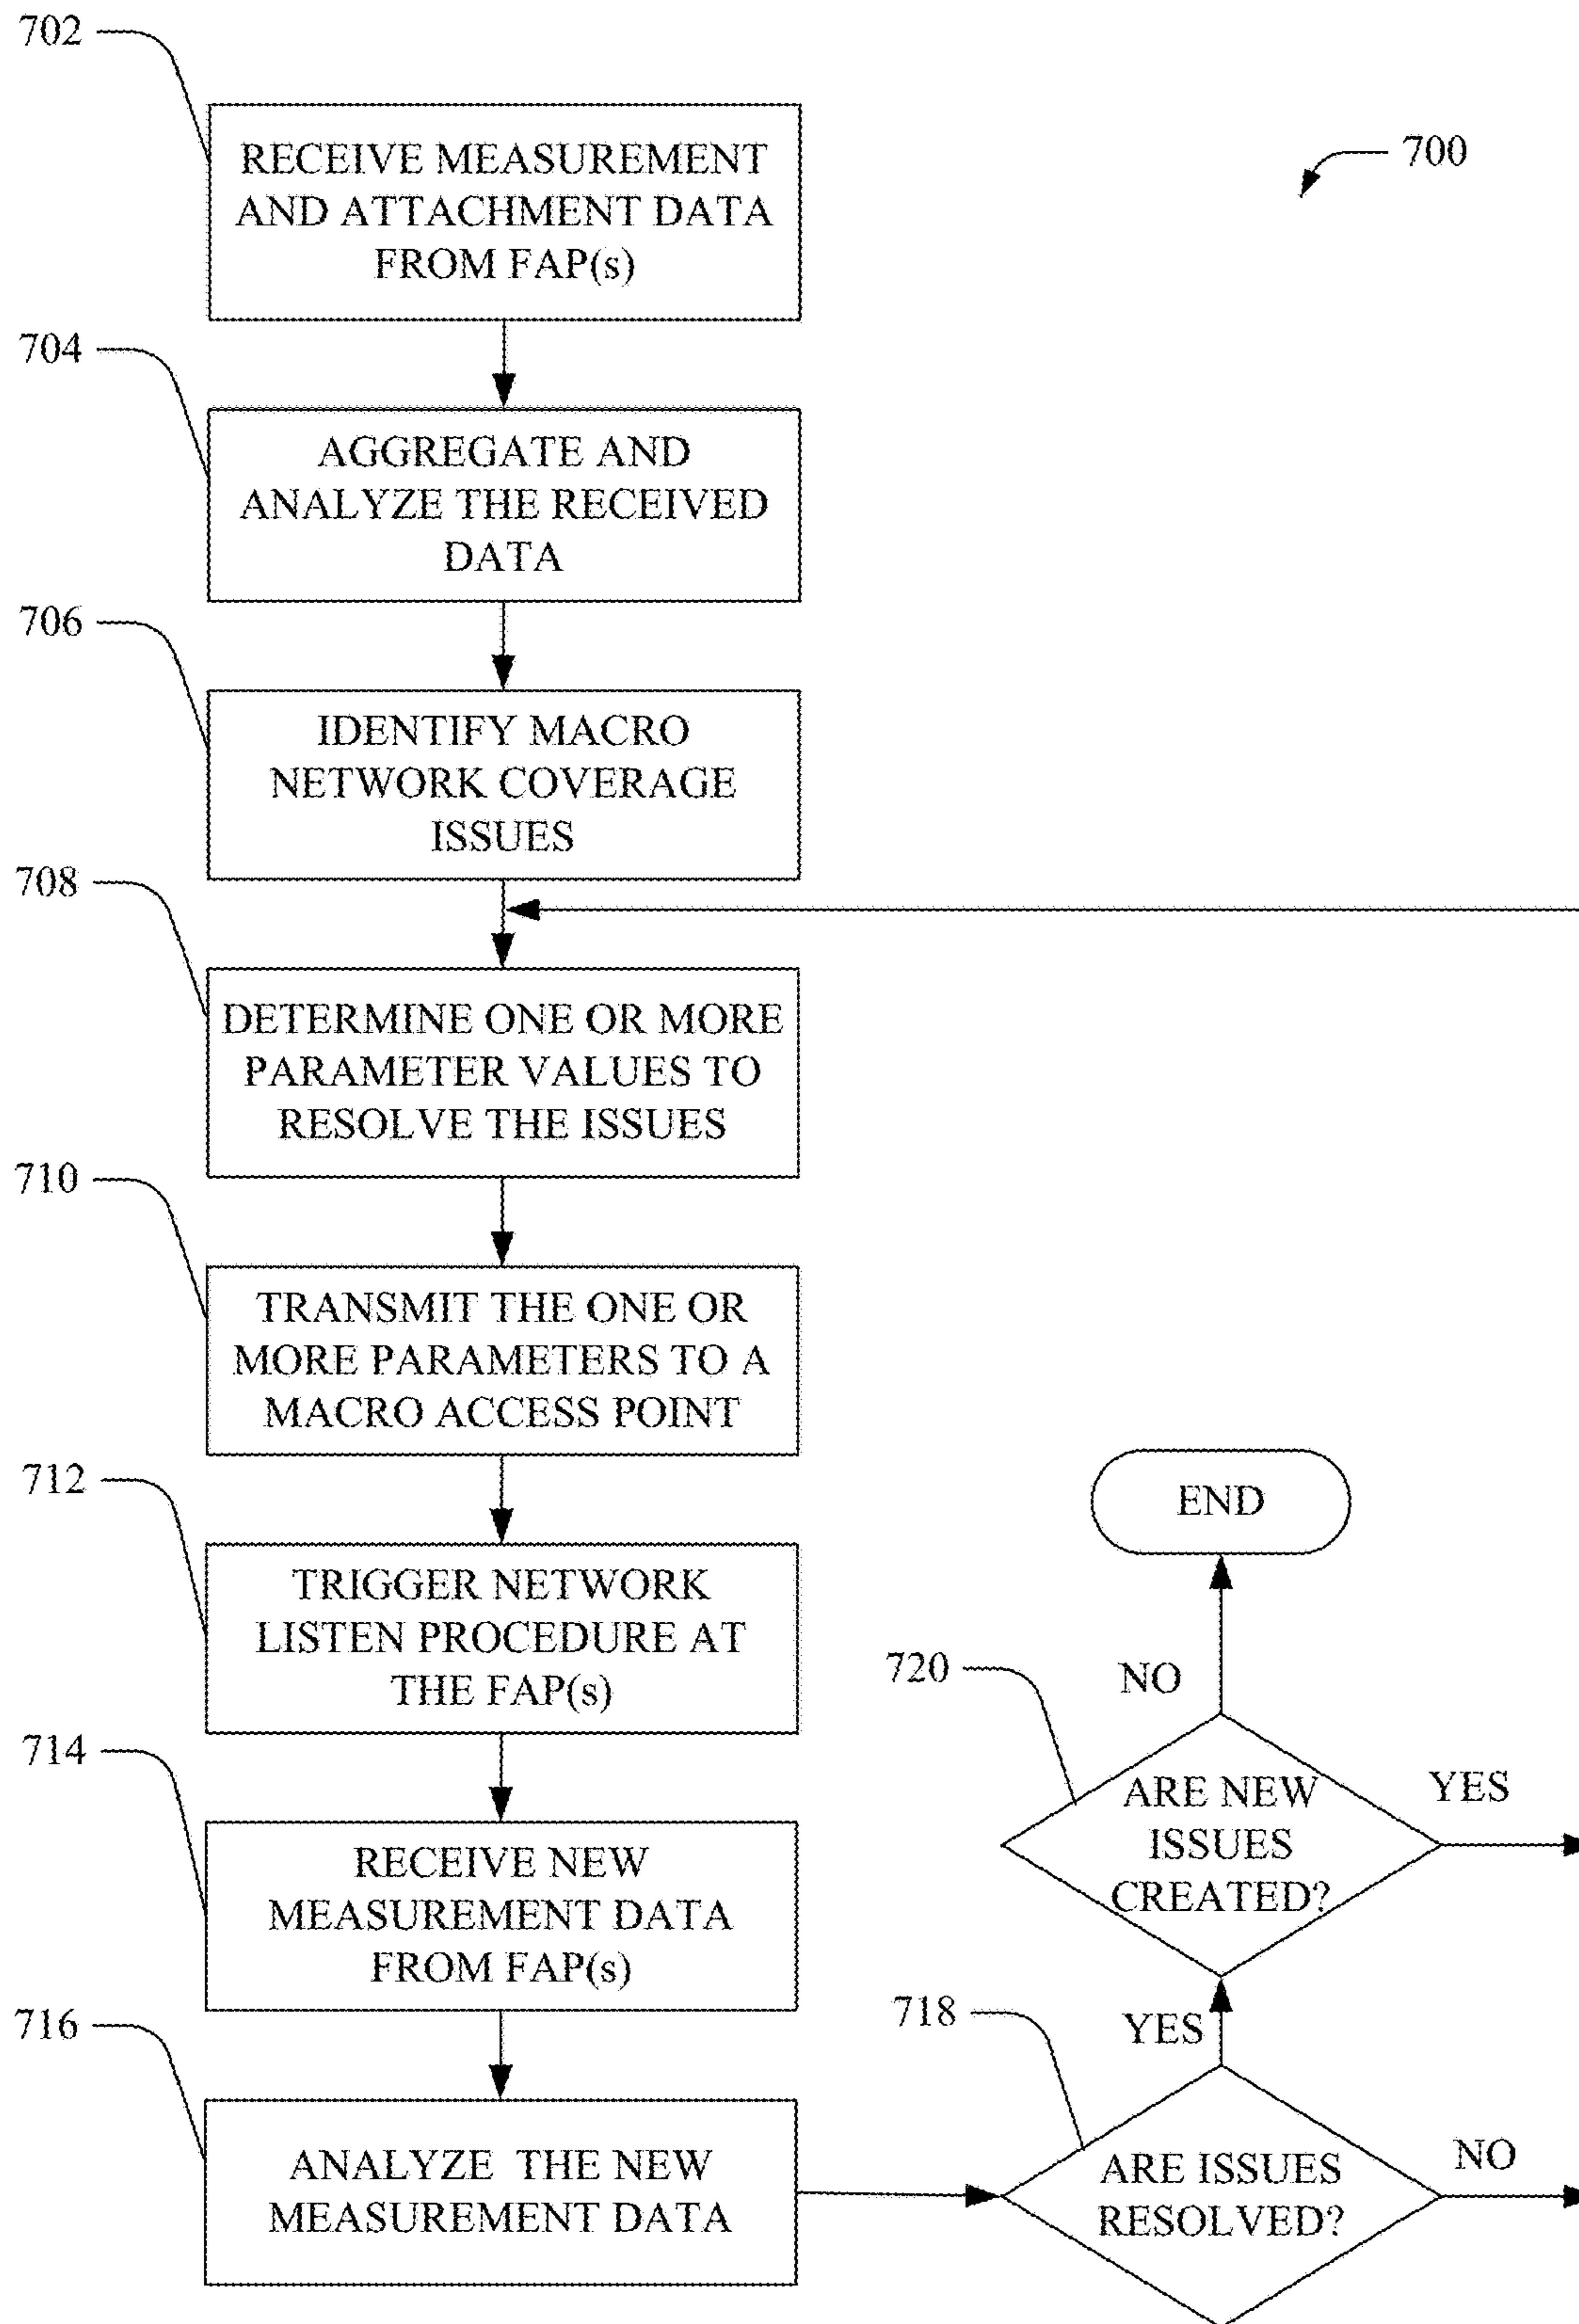 702
700
RECEIVE MEASUREMENT
AND ATTACHMENT DATA
FROM FAP(s)
704
AGGREGATE AND
ANALYZE THE RECEIVED
DATA
706
IDENTIFY MACRO
NETWORK COVERAGE
ISSUES
708
DETERMINE ONE OR MORE
PARAMETER VALUES TO
RESOLVE THE ISSUES
710
TRANSMIT THE ONE OR
MORE PARAMETERS TO A
MACRO ACCESS POINT
712
TRIGGER NETWORK
LISTEN PROCEDURE AT
THE FAP(s)
714
RECEIVE NEW
MEASUREMENT DATA
FROM FAP(s)
716
ANALYZE THE NEW
MEASUREMENT DATA
718
ARE ISSUES
RESOLVED?
NO
YES
720
ARE NEW
ISSUES
CREATED?
YES
NO
END